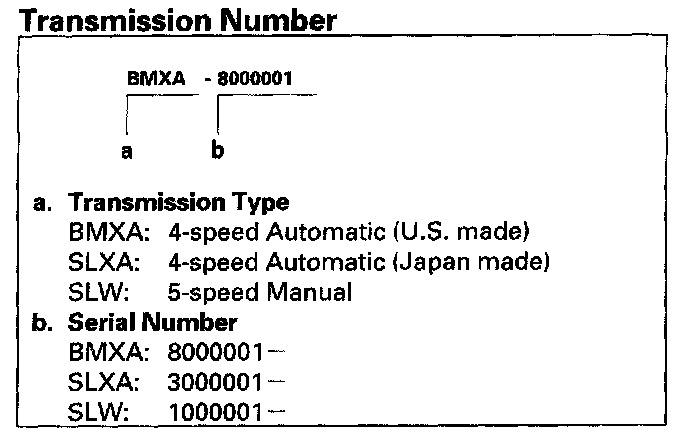 Transmission Number
BMXA - 8000001
a b
a. Transmission Type
BMXA: 4-speed Automatic (U.S. made)
SLXA: 4-speed Automatic (Japan made)
SLW: 5-speed Manual
b. Serial Number
BMXA: 8000001—
SLXA: 3000001—
SLW: 1000001—